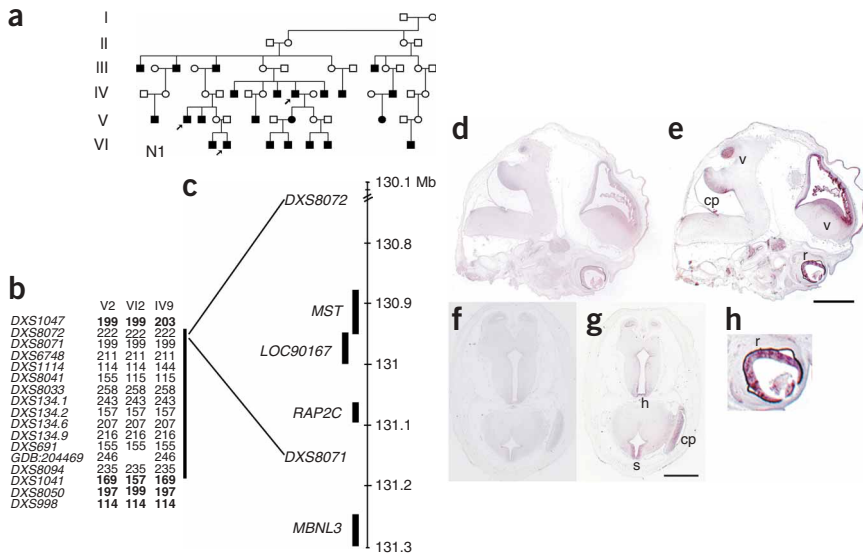 a
I
II
III
IV
V
VI
N1
c
130.1 Mb
DXS8072
130.8
MST
130.9
LOC90167
131
RAP2C
131.1
DXS8071
131.2
MBNL3
131.3
b
V2 VI2 IV9
DXS1047 199 199 203
DXS8072 222 222 222
DXS8071 199 199 199
DXS6748 211 211 211
DXS1114 114 114 144
DXS8041 155 115 115
DXS8033 258 258 258
DXS134.1 243 243 243
DXS134.2 157 157 157
DXS134.6 207 207 207
DXS134.9 216 216 216
DXS691 155 155 155
GDB:204469 246 246
DXS8094 235 235 235
DXS1041 169 157 169
DXS8050 197 199 197
DXS998 114 114 114
d
e
v
cp
v
r
f
g
h
cp
s
h
r